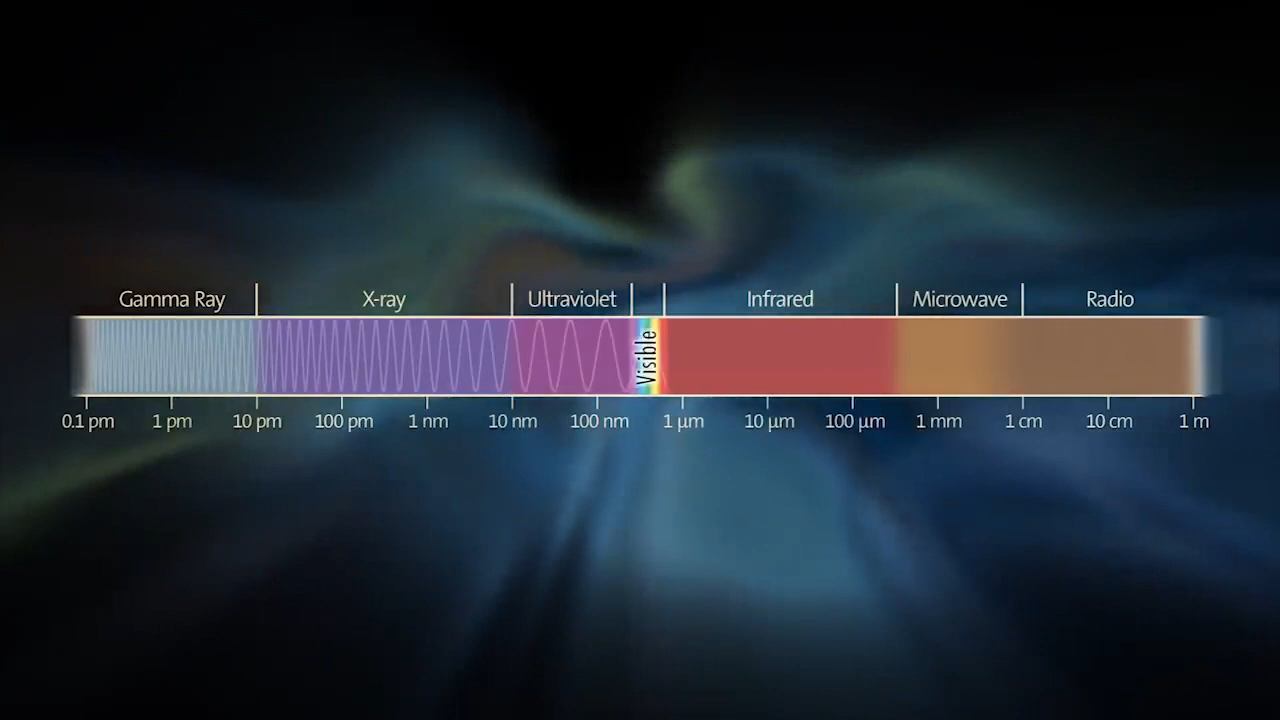 Gamma Ray X-ray Ultraviolet Infrared Microwave Radio
Visible
0.1 pm 1 pm 10 pm 100 pm 1 nm 10 nm 100 nm 1 µm 10 µm 100 µm 1 mm 1 cm 10 cm 1 m